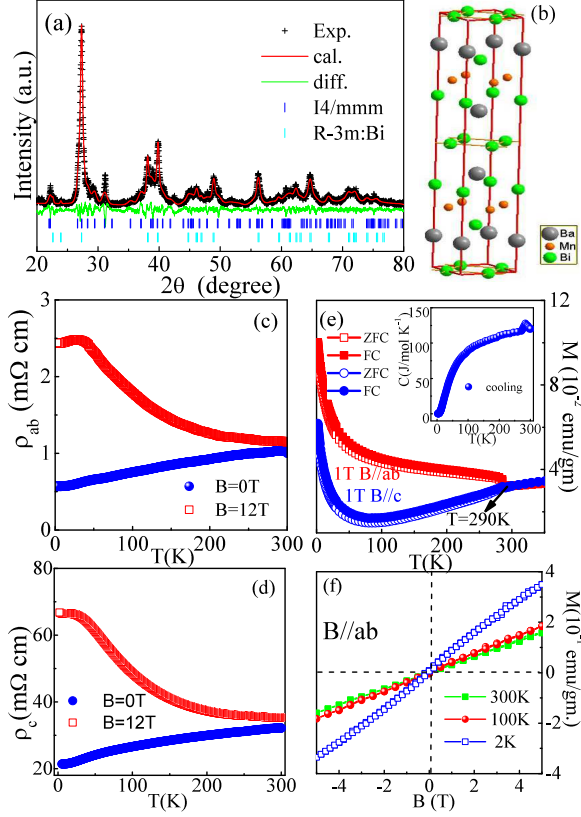 (a)
Exp.
cal.
diff.
I4/mmm
R-3m:Bi
Intensity (a.u.)
20 30 40 50 60 70 80
2θ (degree)
(b)
Ba
Mn
Bi
(c)
ρab (mΩ cm)
3
2
1
0
B=0T
B=12T
0 100 200 300
T(K)
(e)
ZFC
FC
ZFC
FC
1T B//ab
1T B//c
T=290K
C(J/mol K⁻¹)
150
100
50
0
cooling
0 100 200 300
T(K)
M (10⁻² emu/gm)
12
8
4
0 100 200 300
T(K)
(d)
ρc (mΩ cm)
80
60
40
20
B=0T
B=12T
0 100 200 300
T(K)
(f)
B//ab
300K
100K
2K
M(10⁻¹ emu/gm.)
4
2
0
-2
-4
-4 -2 0 2 4
B (T)